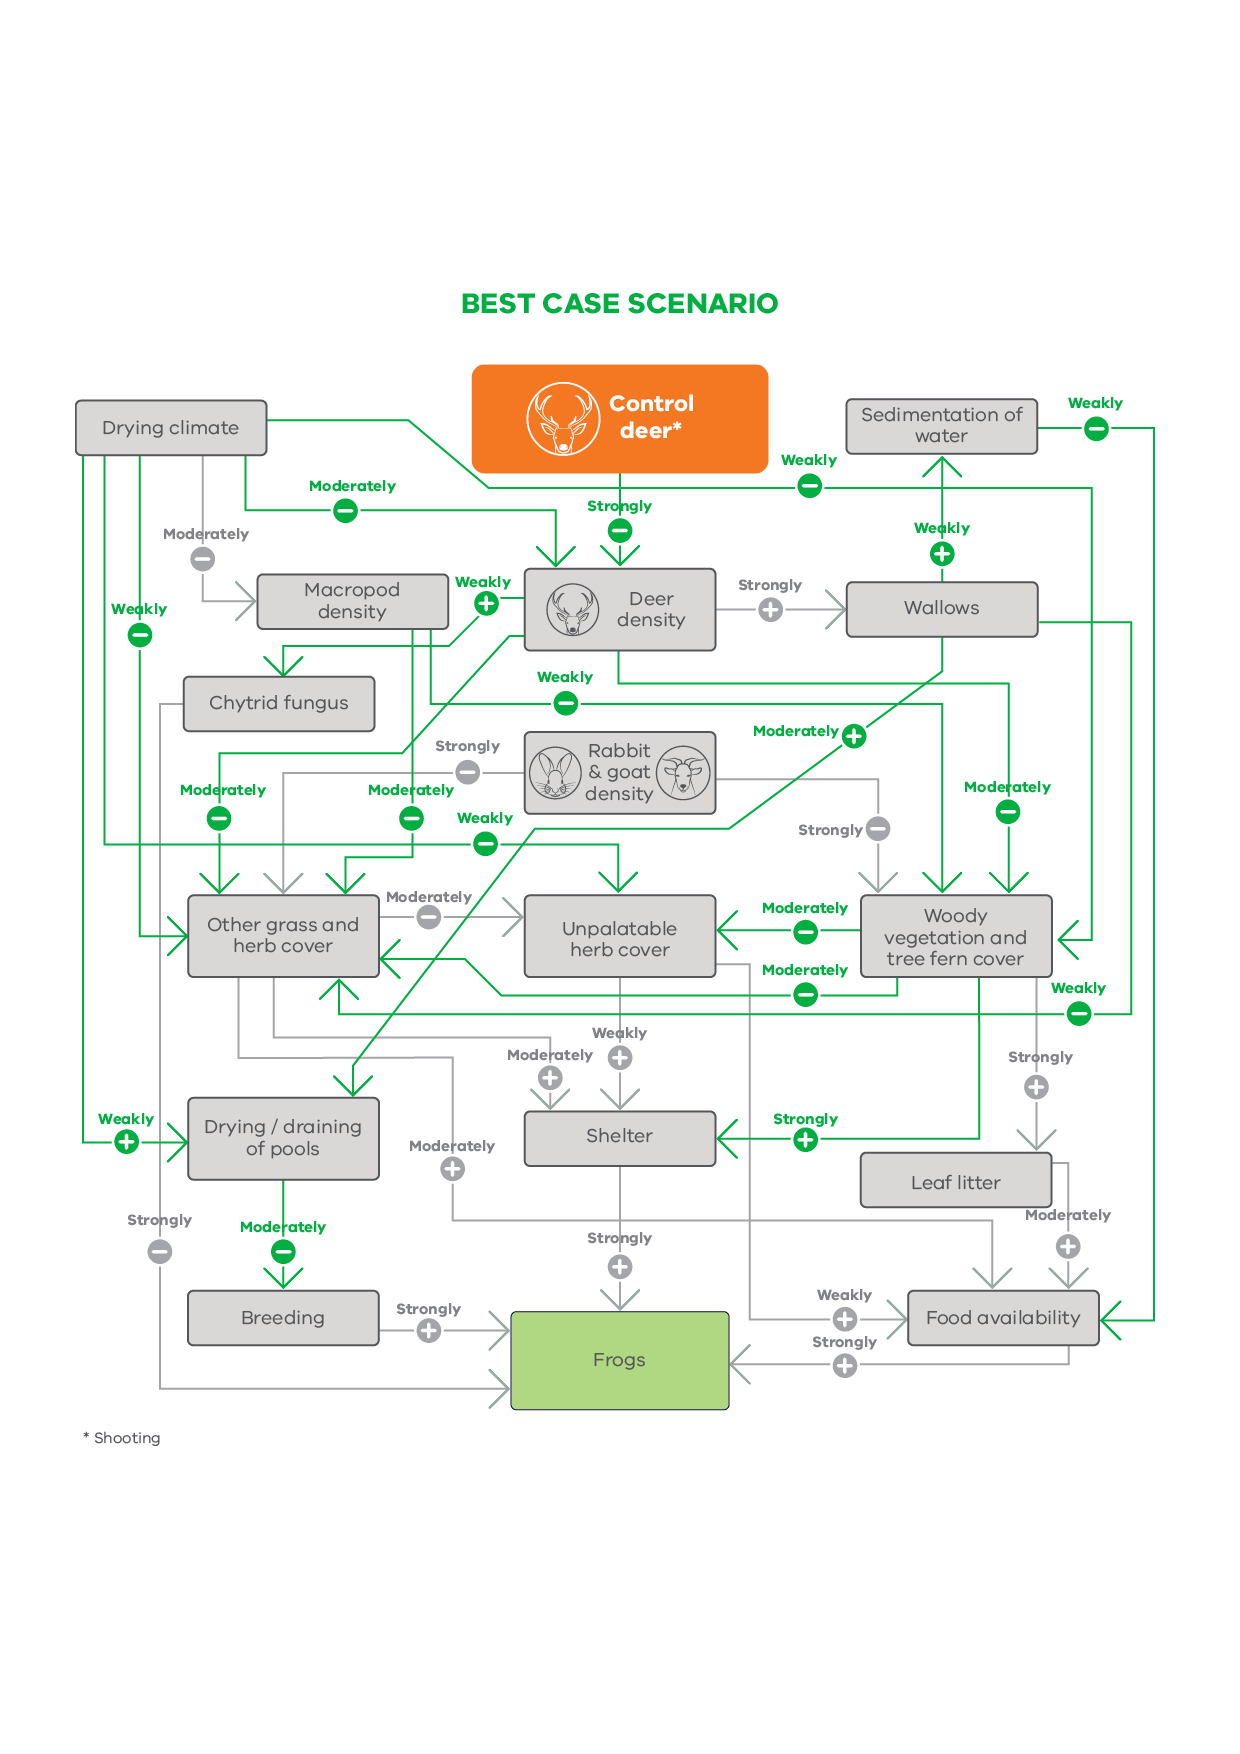 BEST CASE SCENARIO
Control
deer*
Drying climate
Sedimentation of
water
Weakly
Weakly
Moderately
Strongly
Weakly
Moderately
Macropod
density
Weakly
Deer
density
Strongly
Wallows
Weakly
Chytrid fungus
Weakly
Moderately
Strongly
Rabbit
& goat
density
Moderately
Moderately
Moderately
Weakly
Strongly
Moderately
Other grass and
herb cover
Unpalatable
herb cover
Moderately
Woody
vegetation and
tree fern cover
Moderately
Weakly
Weakly
Moderately
Strongly
Weakly
Drying / draining
of pools
Shelter
Strongly
Moderately
Leaf litter
Strongly
Moderately
Strongly
Moderately
Breeding
Strongly
Weakly
Food availability
Strongly
Frogs
* Shooting